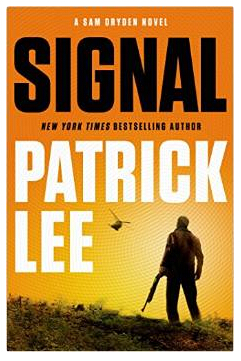 A SAM DRYDEN NOVEL
SIGNAL
NEW YORK TIMES BESTSELLING AUTHOR
PATRICK
LEE